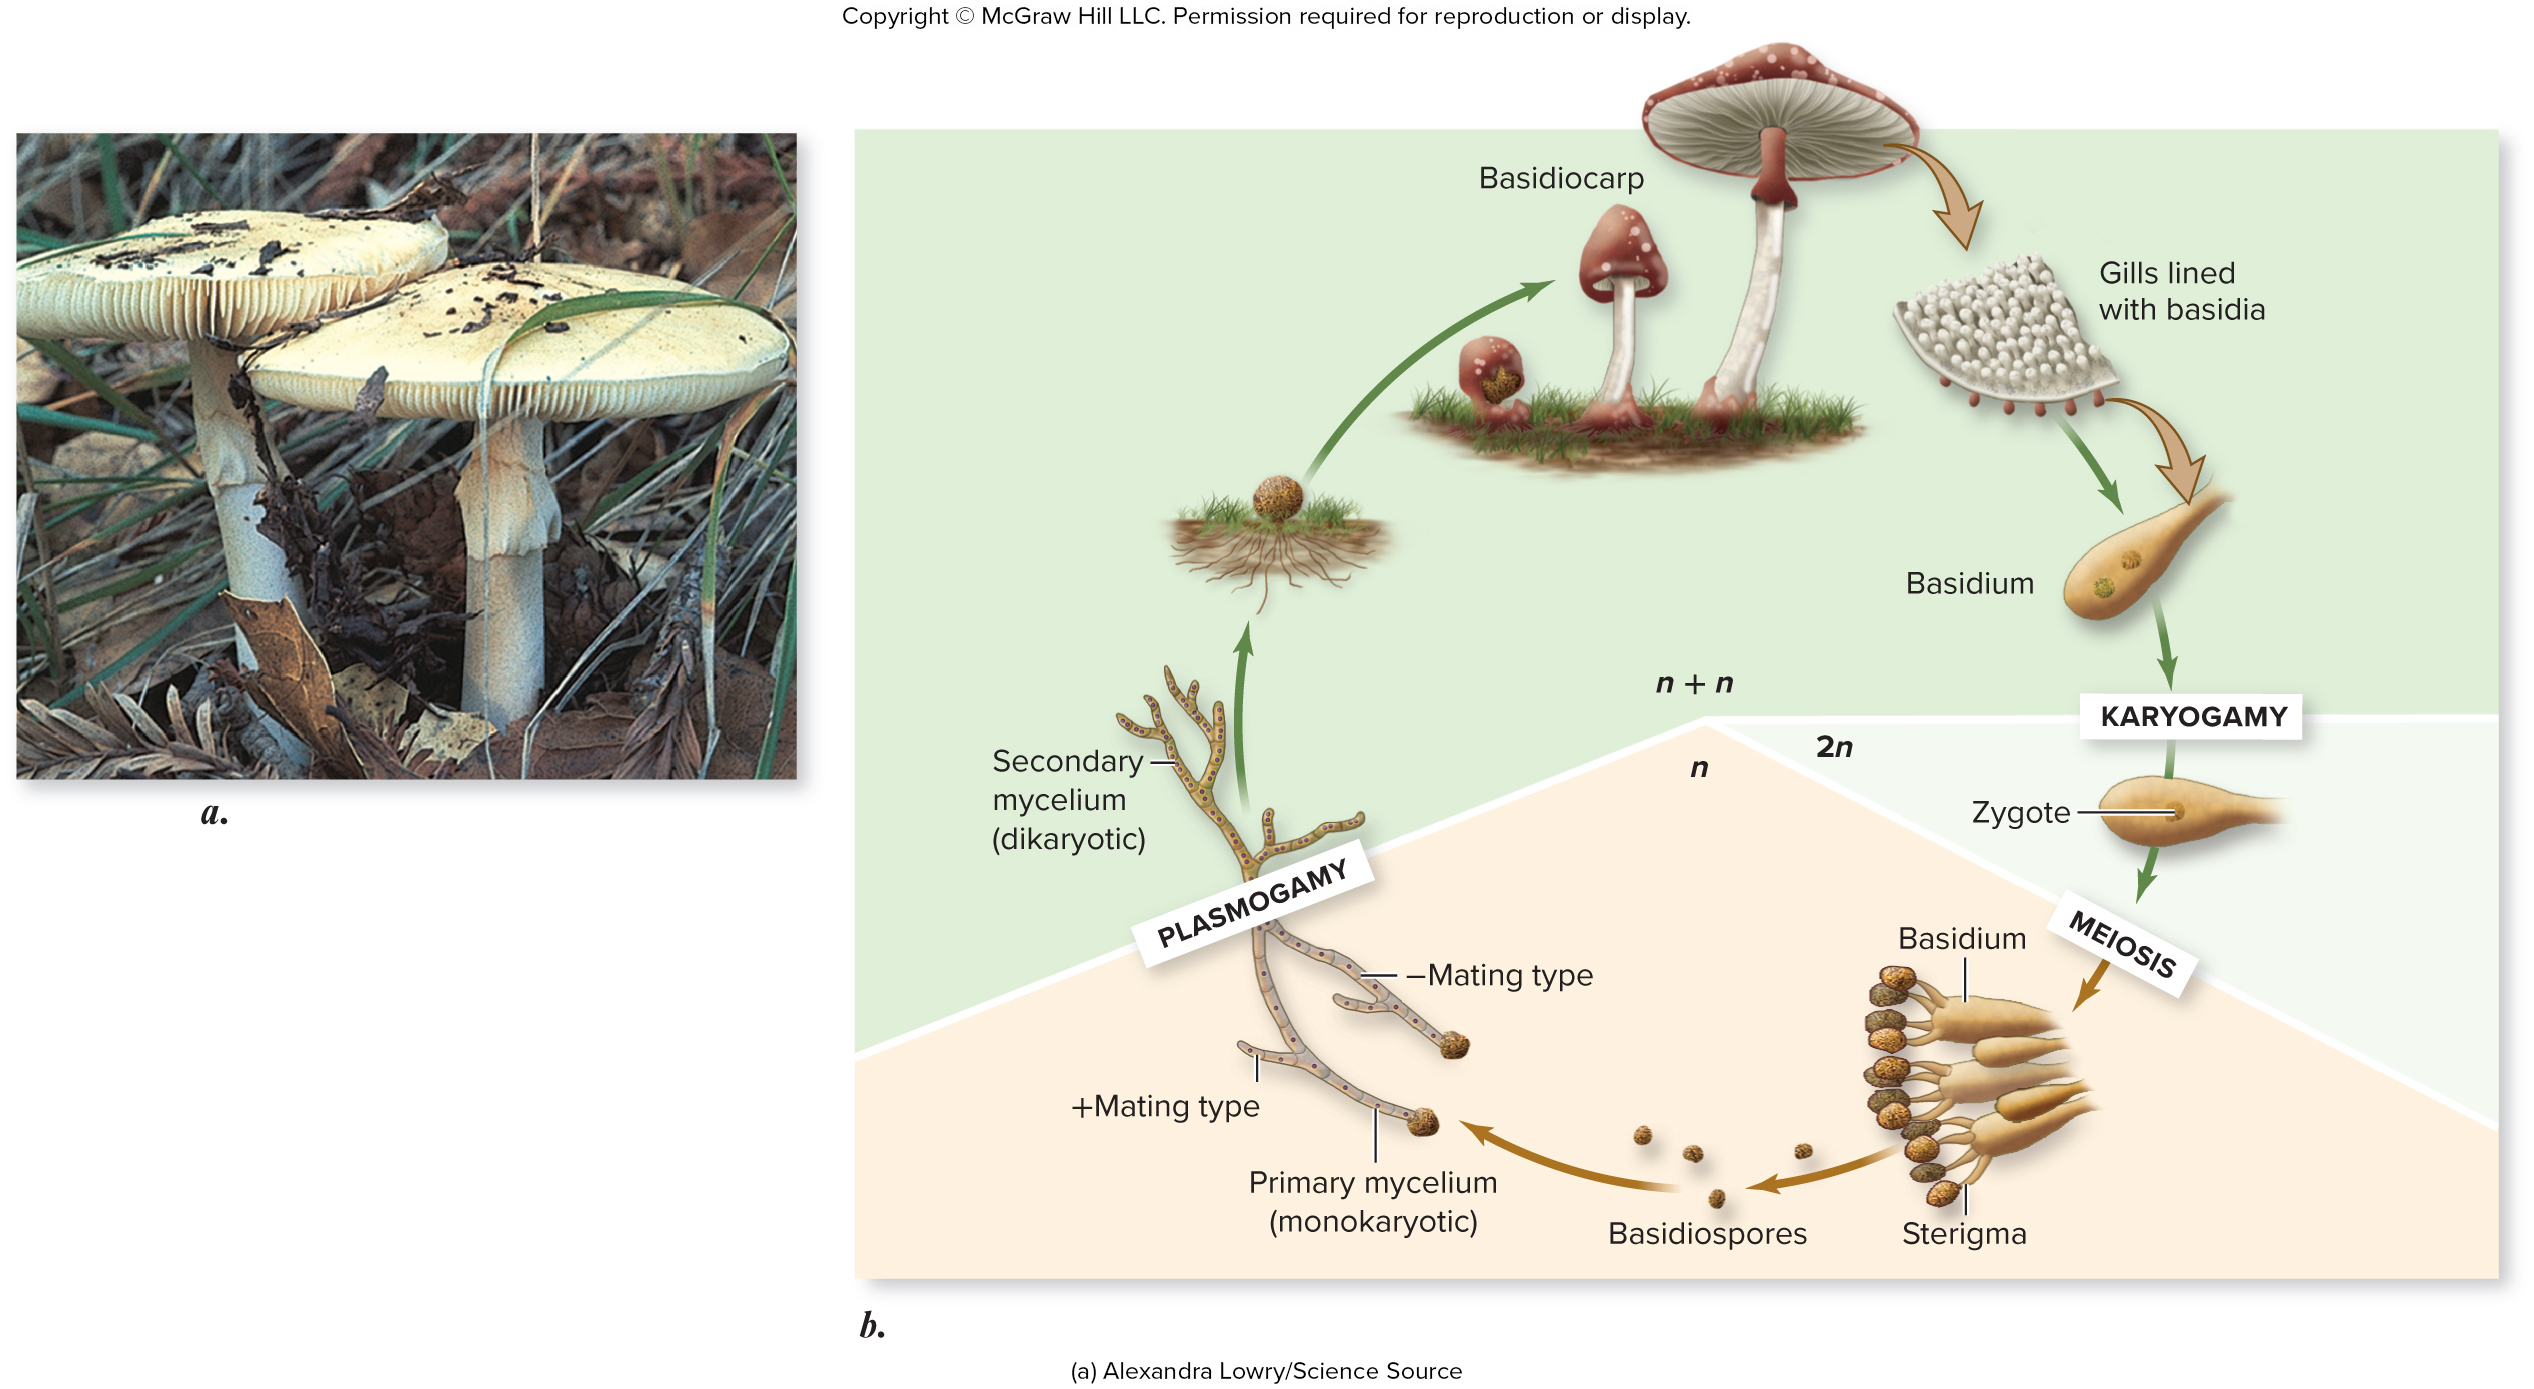 Copyright © McGraw Hill LLC. Permission required for reproduction or display.
a.
Basidiocarp
Gills lined
with basidia
Basidium
n + n
KARYOGAMY
2n
n
Zygote
Secondary
mycelium
(dikaryotic)
PLASMOGAMY
MEIOSIS
Basidium
–Mating type
+Mating type
Primary mycelium
(monokaryotic)
Basidiospores
Sterigma
b.
(a) Alexandra Lowry/Science Source